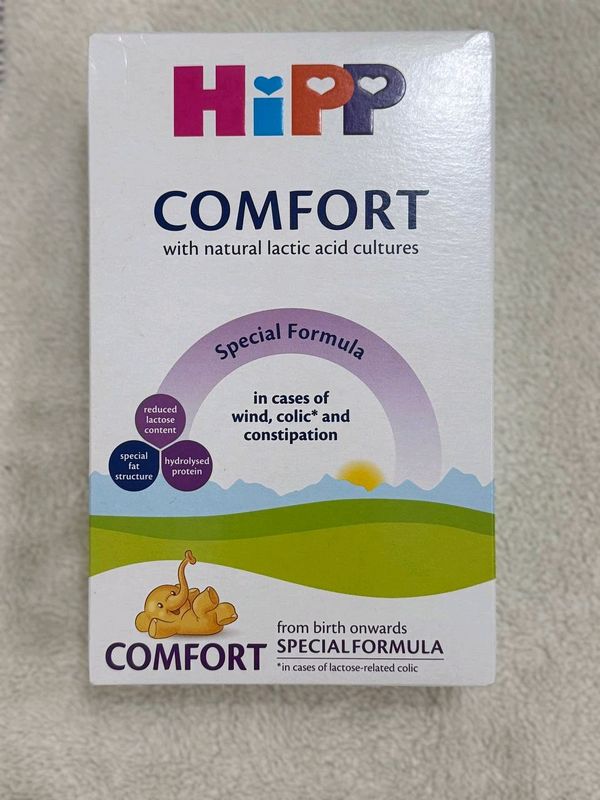 HiPP
COMFORT
with natural lactic acid cultures
Special Formula
in cases of
wind, colic* and
constipation
reduced
lactose
content
special
fat
structure
hydrolysed
protein
COMFORT
from birth onwards
SPECIALFORMULA
*in cases of lactose-related colic